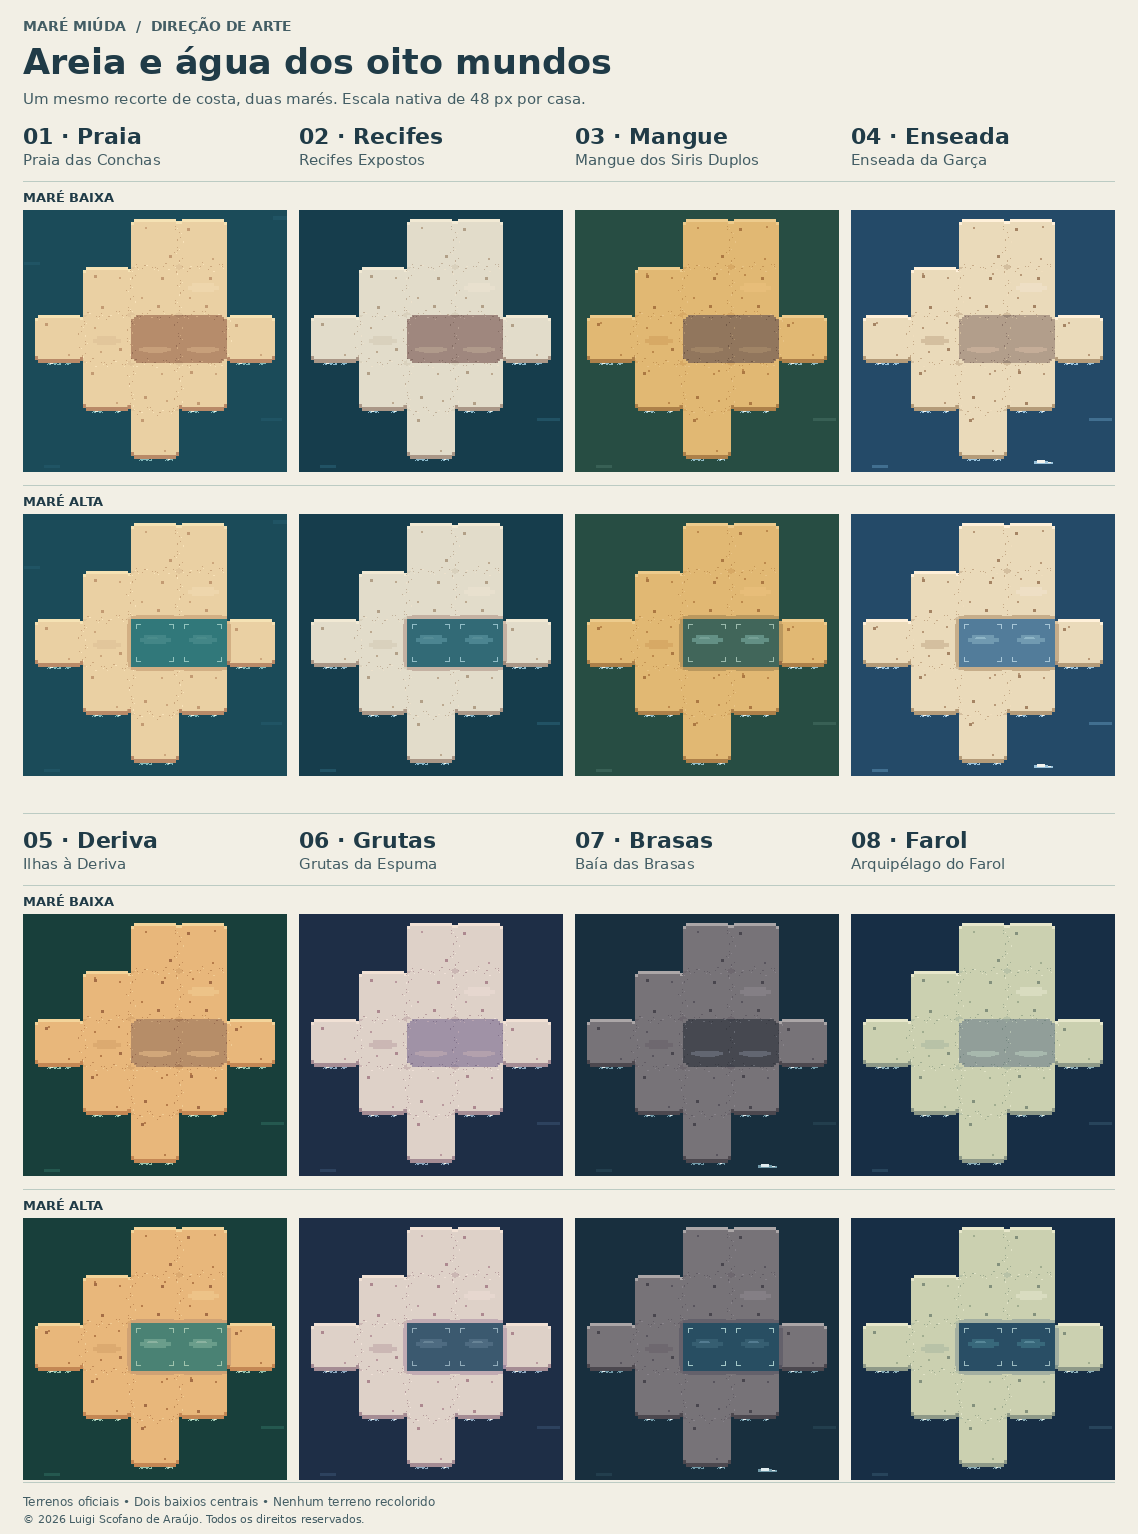 MARÉ MIÚDA / DIREÇÃO DE ARTE
Areia e água dos oito mundos
Um mesmo recorte de costa, duas marés. Escala nativa de 48 px por casa.
01 · Praia
Praia das Conchas
02 · Recifes
Recifes Expostos
03 · Mangue
Mangue dos Siris Duplos
04 · Enseada
Enseada da Garça
MARÉ BAIXA
MARÉ ALTA
05 · Deriva
Ilhas à Deriva
06 · Grutas
Grutas da Espuma
07 · Brasas
Baía das Brasas
08 · Farol
Arquipélago do Farol
MARÉ BAIXA
MARÉ ALTA
Terrenos oficiais • Dois baixios centrais • Nenhum terreno recolorido
© 2026 Luigi Scofano de Araújo. Todos os direitos reservados.